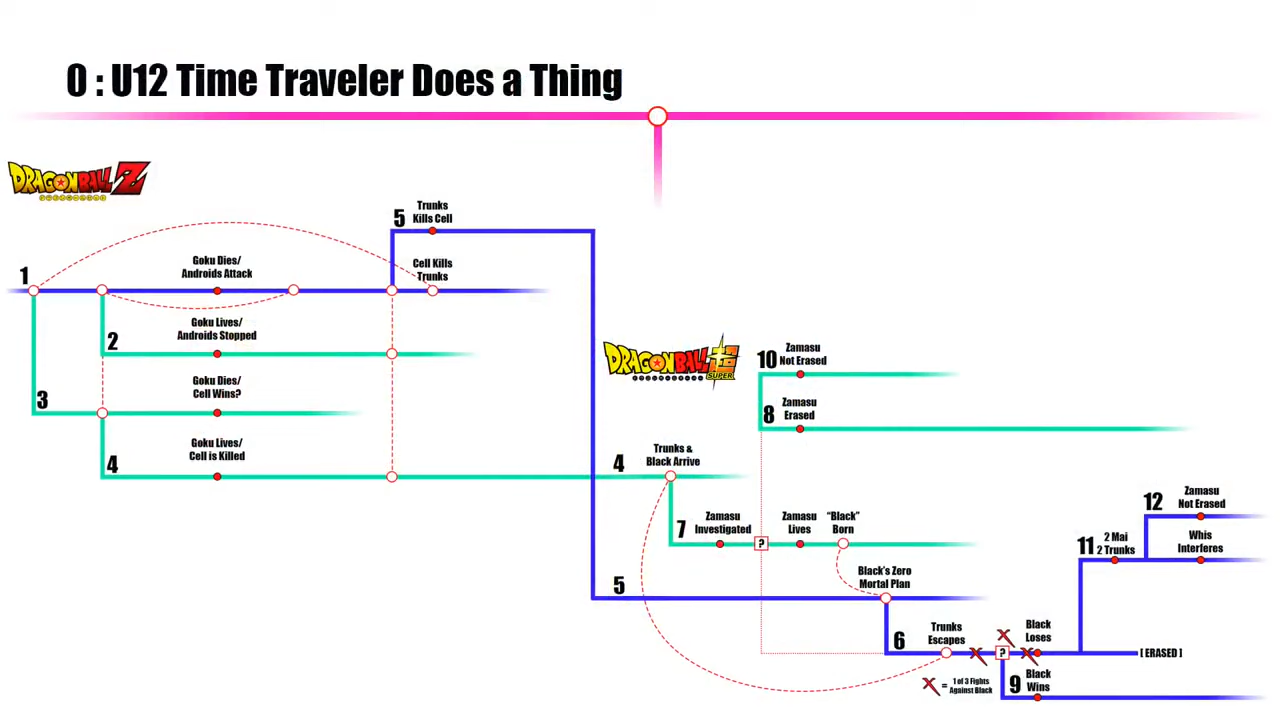 0 : U12 Time Traveler Does a Thing
DRAGONBALL Z
5
Trunks
Kills Cell
1
Goku Dies/
Androids Attack
Cell Kills
Trunks
2
Goku Lives/
Androids Stopped
3
Goku Dies/
Cell Wins?
4
Goku Lives/
Cell is Killed
DRAGONBALL
SUPER
10
Zamasu
Not Erased
8
Zamasu
Erased
4
Trunks &
Black Arrive
7
Zamasu
Investigated
?
Zamasu
Lives
"Black"
Born
5
Black's Zero
Mortal Plan
6
Trunks
Escapes
?
Black
Loses
[ ERASED ]
9
Black
Wins
X = 1 of 3 Fights
Against Black
11
2 Mai
2 Trunks
12
Zamasu
Not Erased
Whis
Interferes